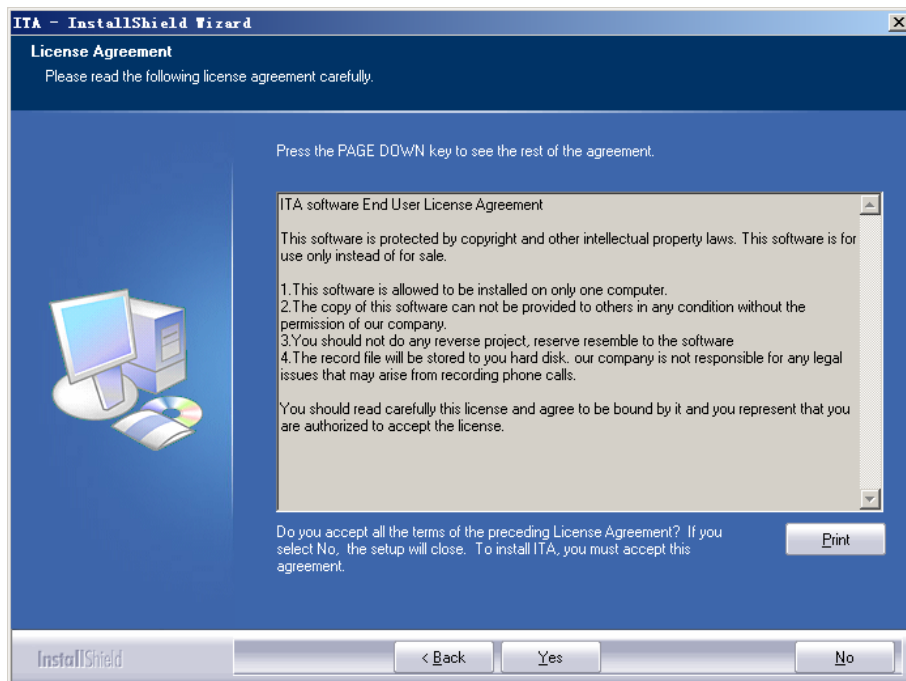 ITA - InstallShield Wizard
License Agreement
Please read the following license agreement carefully.
Press the PAGE DOWN key to see the rest of the agreement.
ITA software End User License Agreement
This software is protected by copyright and other intellectual property laws. This software is for
use only instead of for sale.
1.This software is allowed to be installed on only one computer.
2.The copy of this software can not be provided to others in any condition without the
permission of our company.
3.You should not do any reverse project, reserve resemble to the software
4.The record file will be stored to you hard disk. our company is not responsible for any legal
issues that may arise from recording phone calls.
You should read carefully this license and agree to be bound by it and you represent that you
are authorized to accept the license.
Do you accept all the terms of the preceding License Agreement? If you
select No, the setup will close. To install ITA, you must accept this
agreement.
Print
InstallShield
< Back
Yes
No